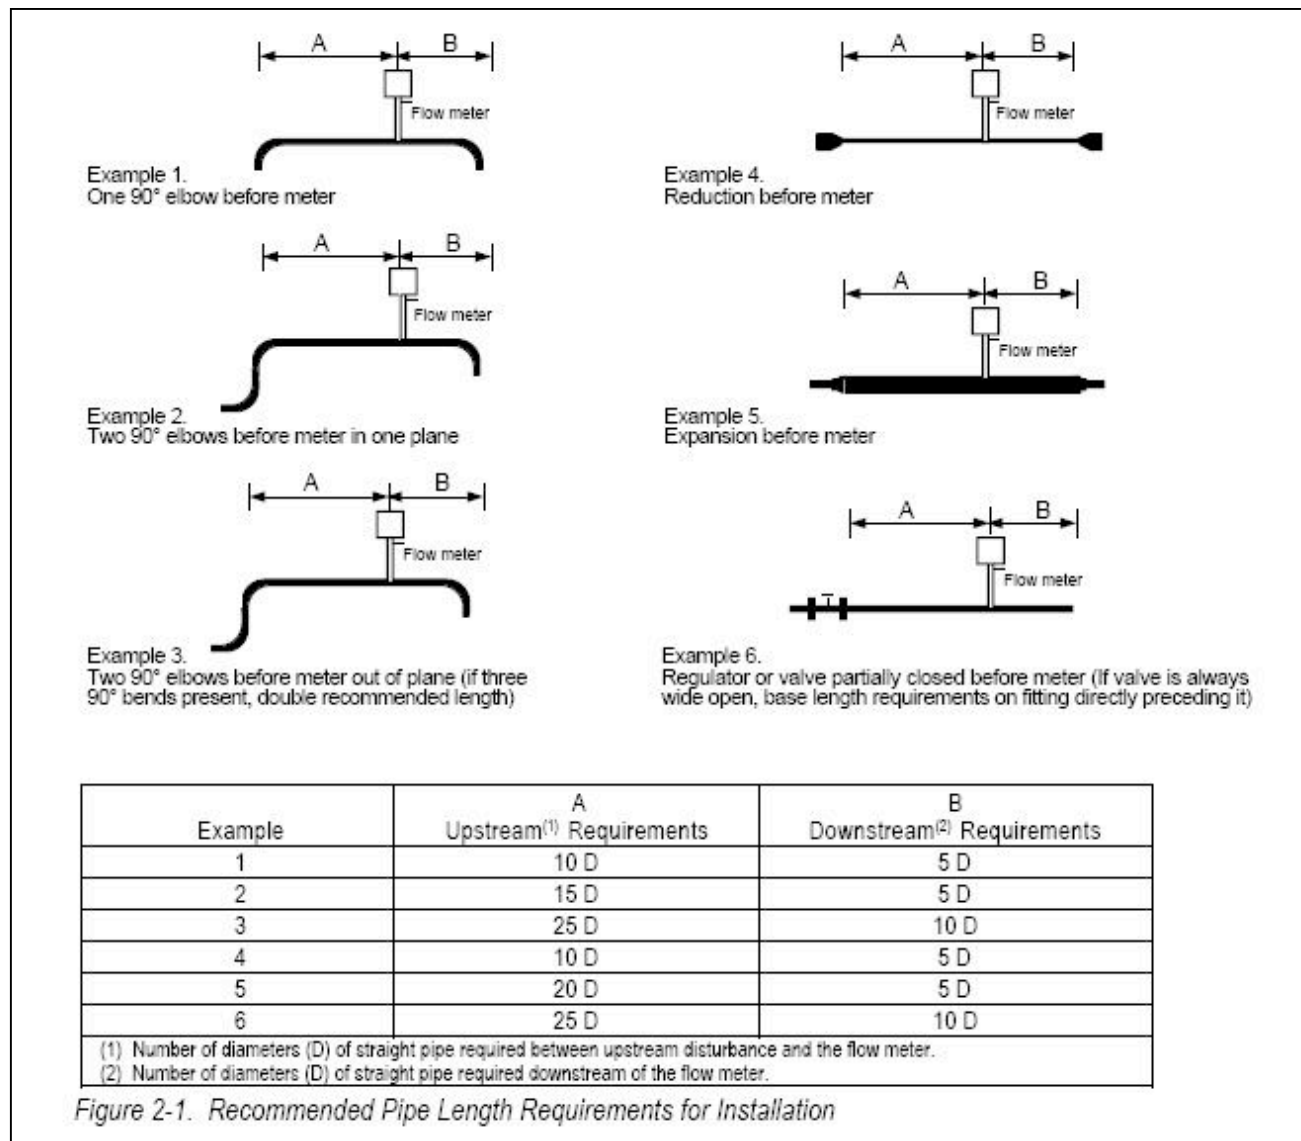 A B
Flow meter
Example 1.
One 90° elbow before meter
A B
Flow meter
Example 2.
Two 90° elbows before meter in one plane
A B
Flow meter
Example 3.
Two 90° elbows before meter out of plane (if three
90° bends present, double recommended length)
A B
Flow meter
Example 4.
Reduction before meter
A B
Flow meter
Example 5.
Expansion before meter
A B
Flow meter
Example 6.
Regulator or valve partially closed before meter (If valve is always
wide open, base length requirements on fitting directly preceding it)
A B
Example Upstream(1) Requirements Downstream(2) Requirements
1 10 D 5 D
2 15 D 5 D
3 25 D 10 D
4 10 D 5 D
5 20 D 5 D
6 25 D 10 D
(1) Number of diameters (D) of straight pipe required between upstream disturbance and the flow meter.
(2) Number of diameters (D) of straight pipe required downstream of the flow meter.
Figure 2-1. Recommended Pipe Length Requirements for Installation